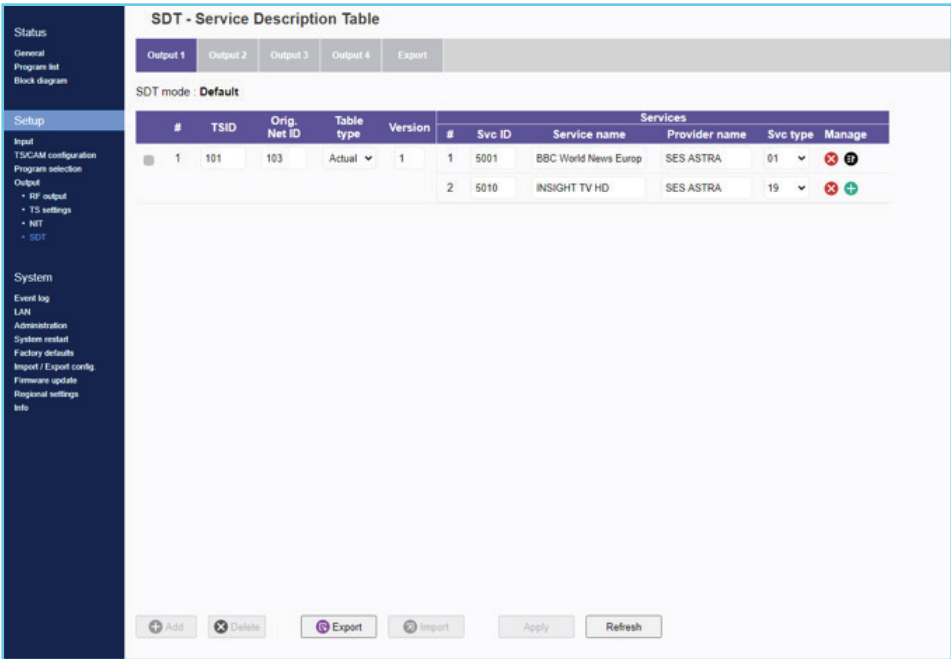 Status
General
Program list
Block diagram
Setup
Input
TS/CAM configuration
Program selection
Output
• RF output
• TS settings
• NIT
• SDT
System
Event log
LAN
Administration
System restart
Factory defaults
Import / Export config.
Firmware update
Regional settings
Info
SDT - Service Description Table
Output 1 Output 2 Output 3 Output 4 Export
SDT mode : Default
Services
# TSID Orig. Net ID Table type Version # Svc ID Service name Provider name Svc type Manage
1 101 103 Actual 1 1 5001 BBC World News Europ SES ASTRA 01
2 5010 INSIGHT TV HD SES ASTRA 19
Add Delete Export Import Apply Refresh